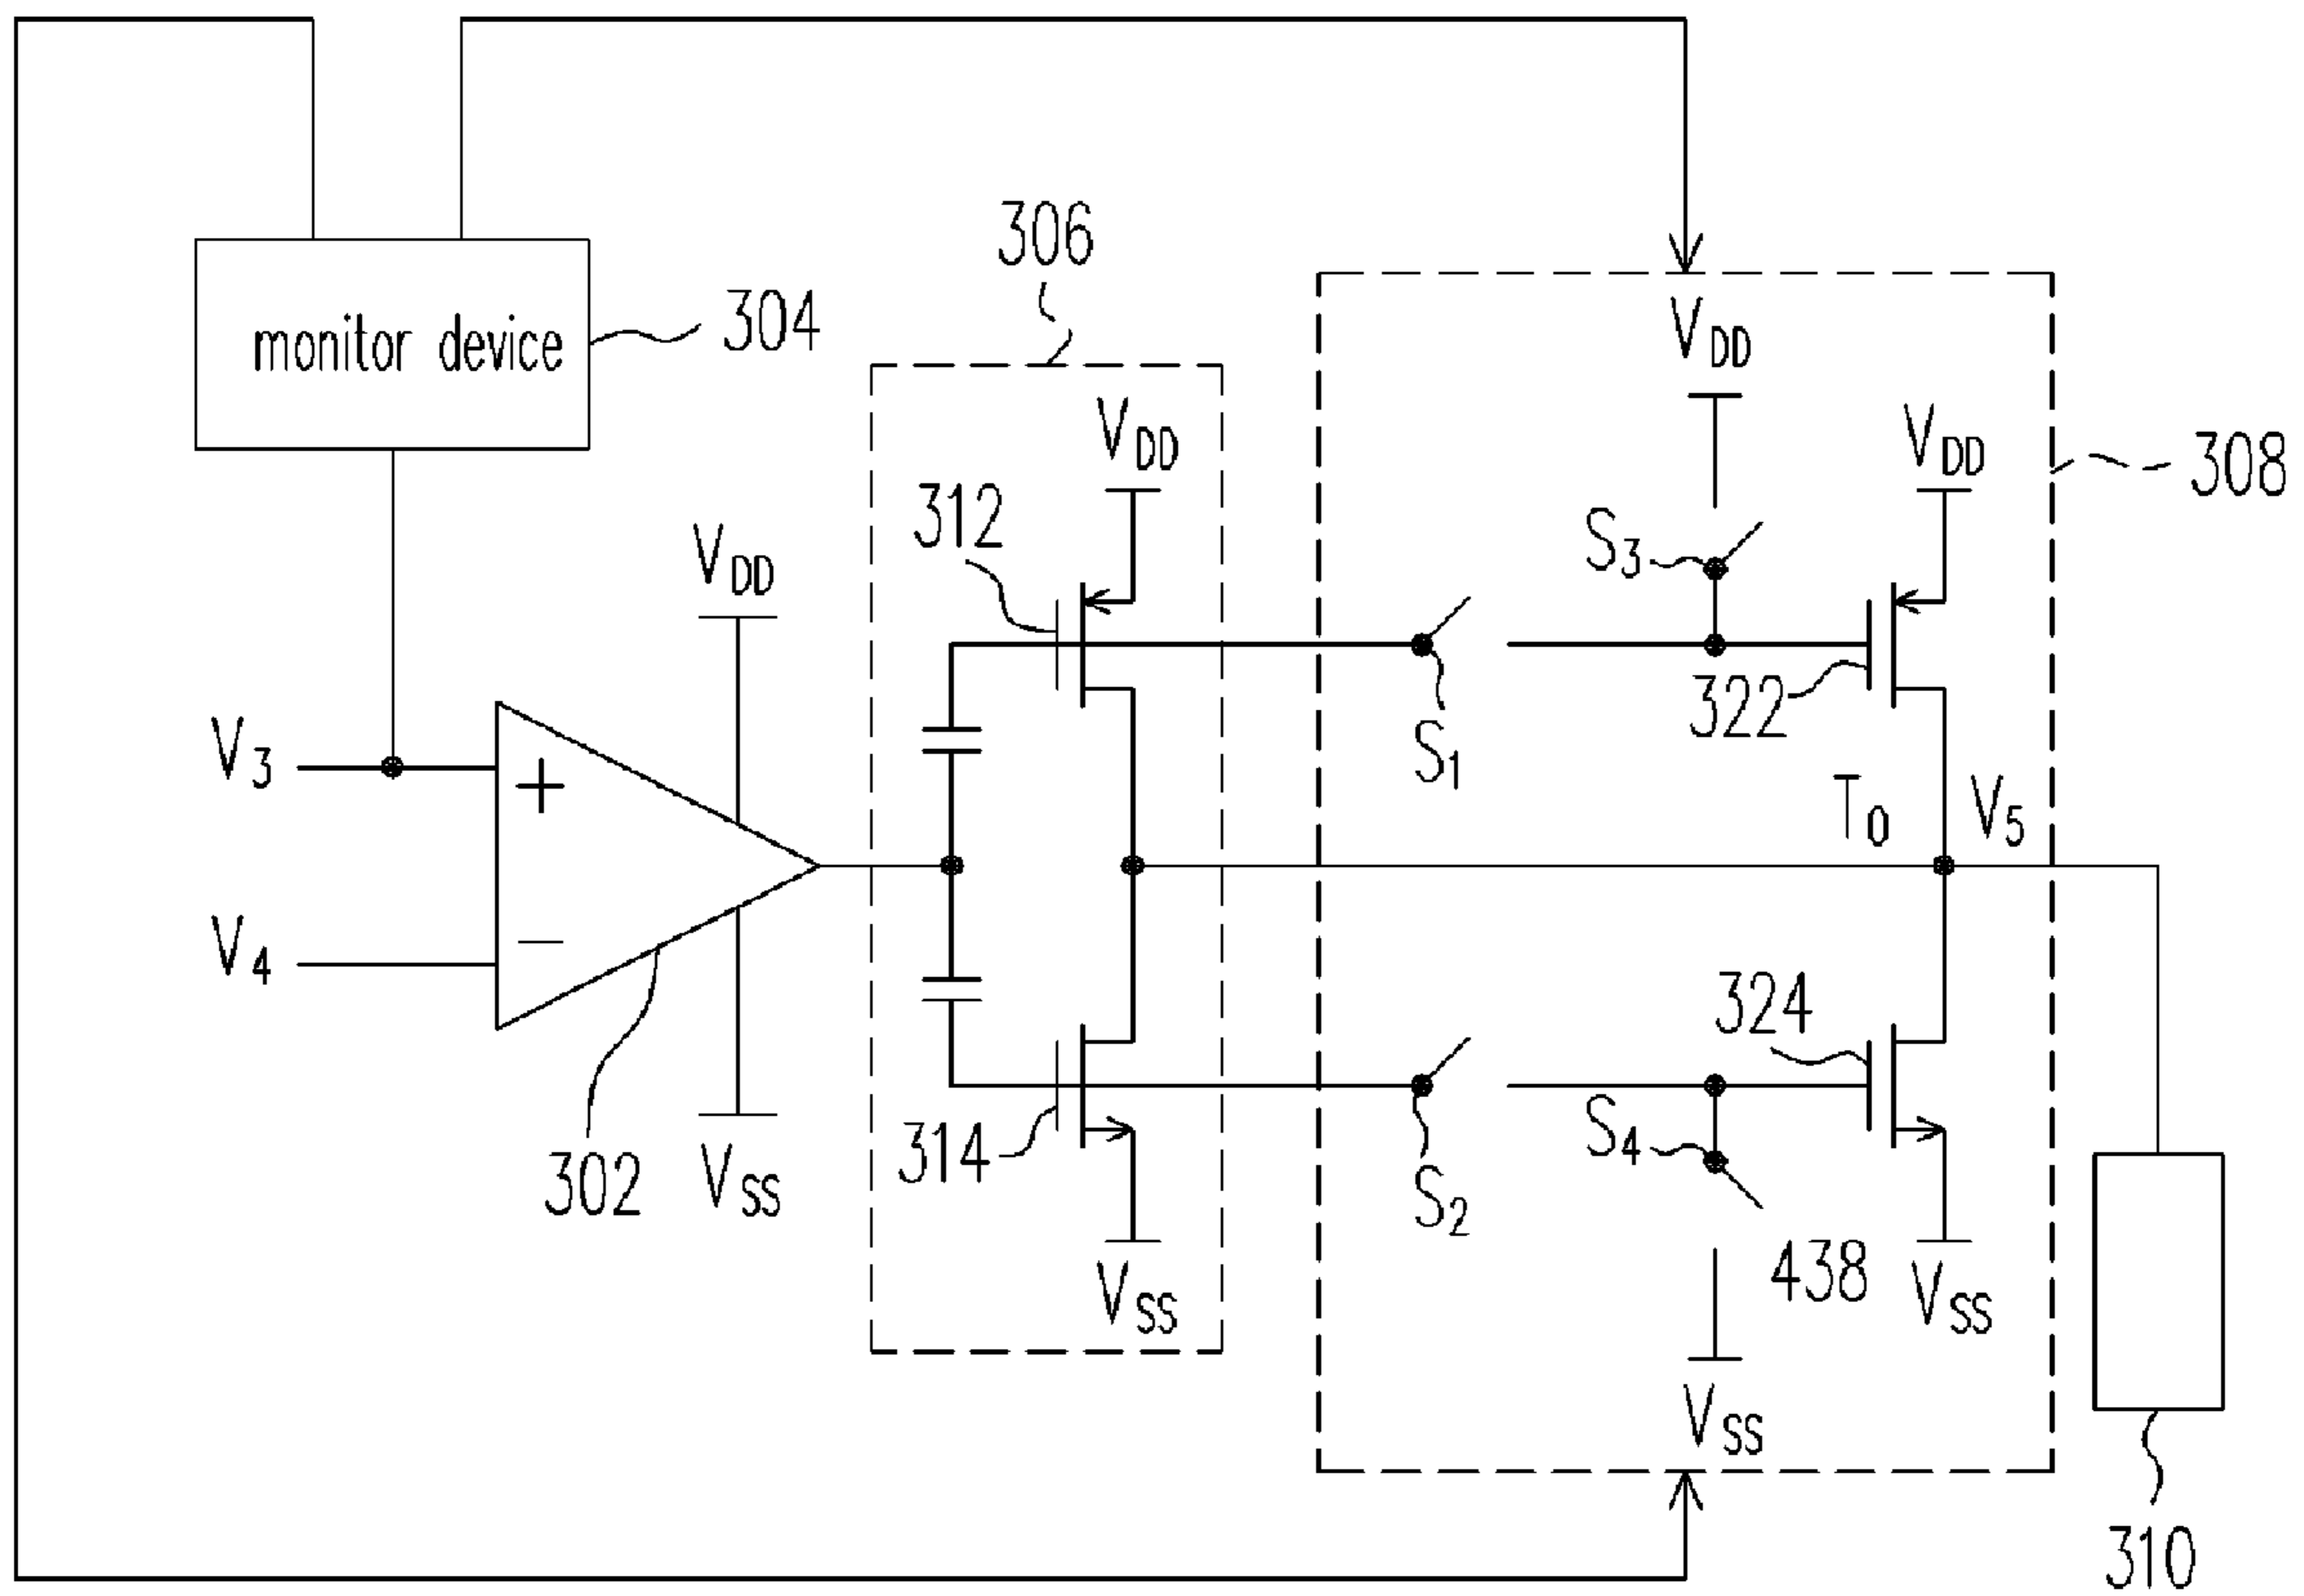 306
monitor device
304
V_DD
V_DD
V_DD
308
312
V_DD
S_3
S_1
322
V_3
+
T_0
V_5
V_4
−
324
314
S_4
302
V_SS
S_2
438
V_SS
V_SS
V_SS
310